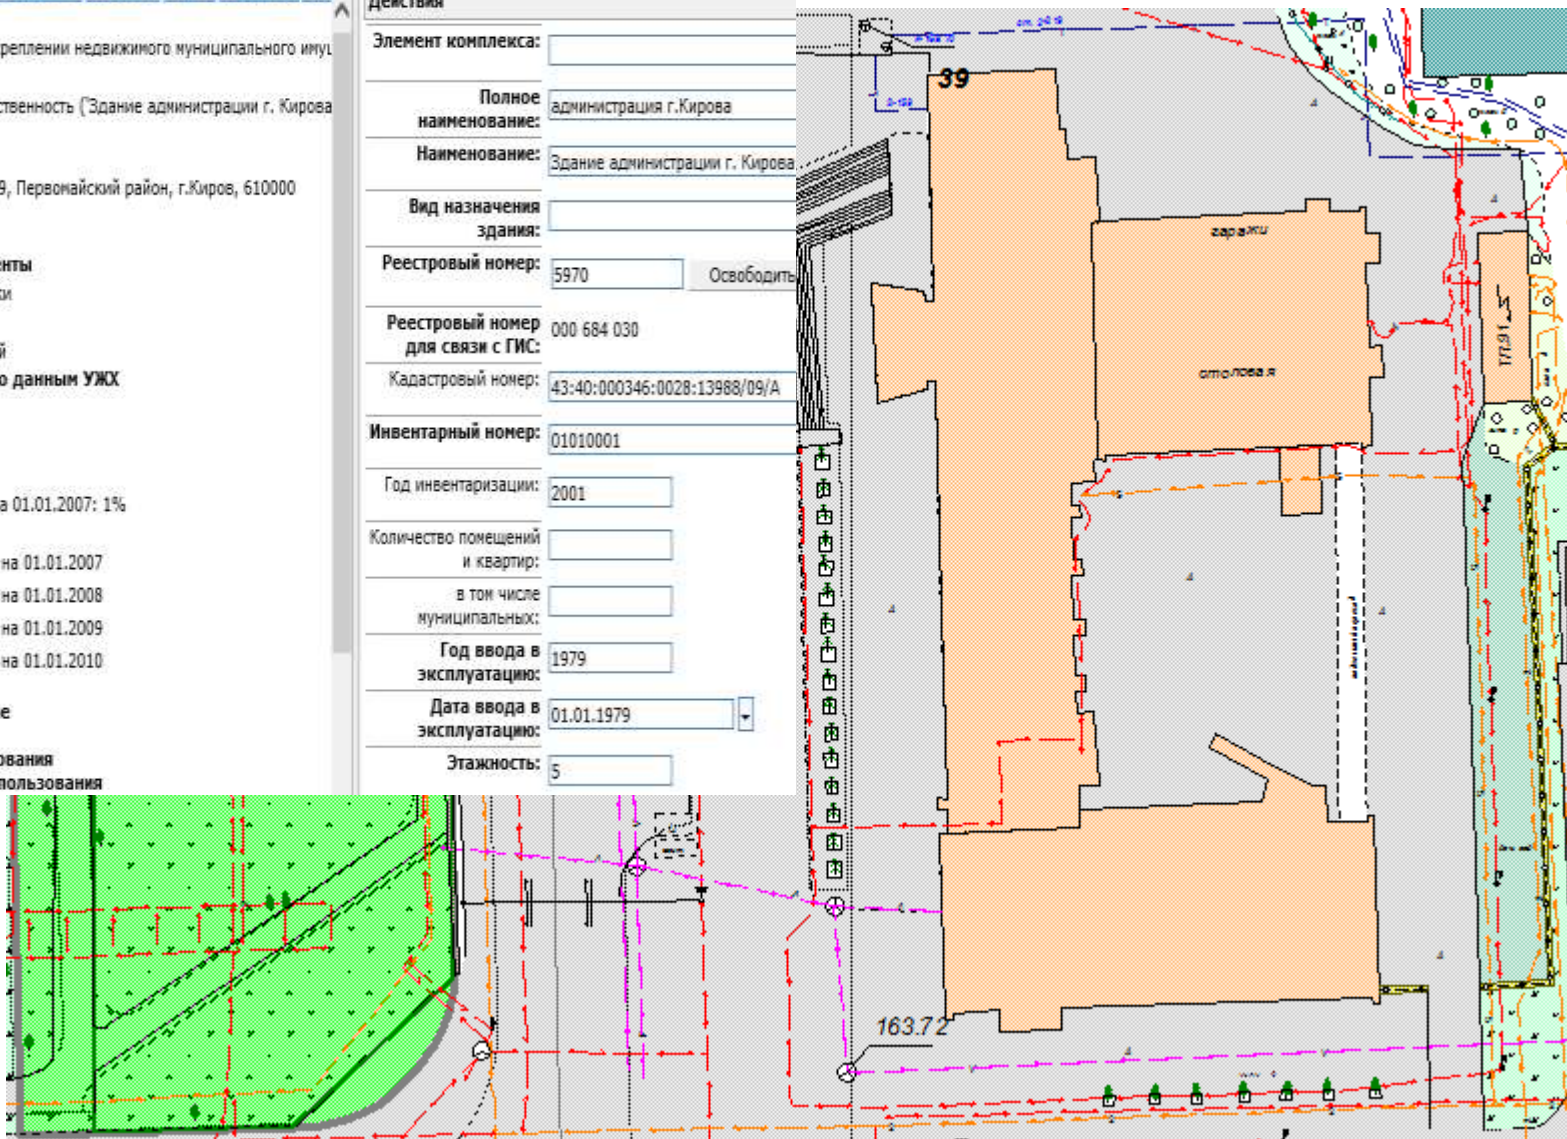 реплении недвижимого муниципального имущ
ственность ("Здание администрации г. Кирова
9, Первомайский район, г.Киров, 610000
енты
ки
й
о данным УЖХ
а 01.01.2007: 1%
на 01.01.2007
на 01.01.2008
на 01.01.2009
на 01.01.2010
е
ования
пользования
Действия
Элемент комплекса:
Полное
наименование:
администрация г.Кирова
Наименование:
Здание администрации г. Кирова
Вид назначения
здания:
Реестровый номер:
5970
Освободить
Реестровый номер
для связи с ГИС:
000 684 030
Кадастровый номер:
43:40:000346:0028:13988/09/А
Инвентарный номер:
01010001
Год инвентаризации:
2001
Количество помещений
и квартир:
в том числе
муниципальных:
Год ввода в
эксплуатацию:
1979
Дата ввода в
эксплуатацию:
01.01.1979
Этажность:
5
39
гаражи
столовая
ТП.91
163.72